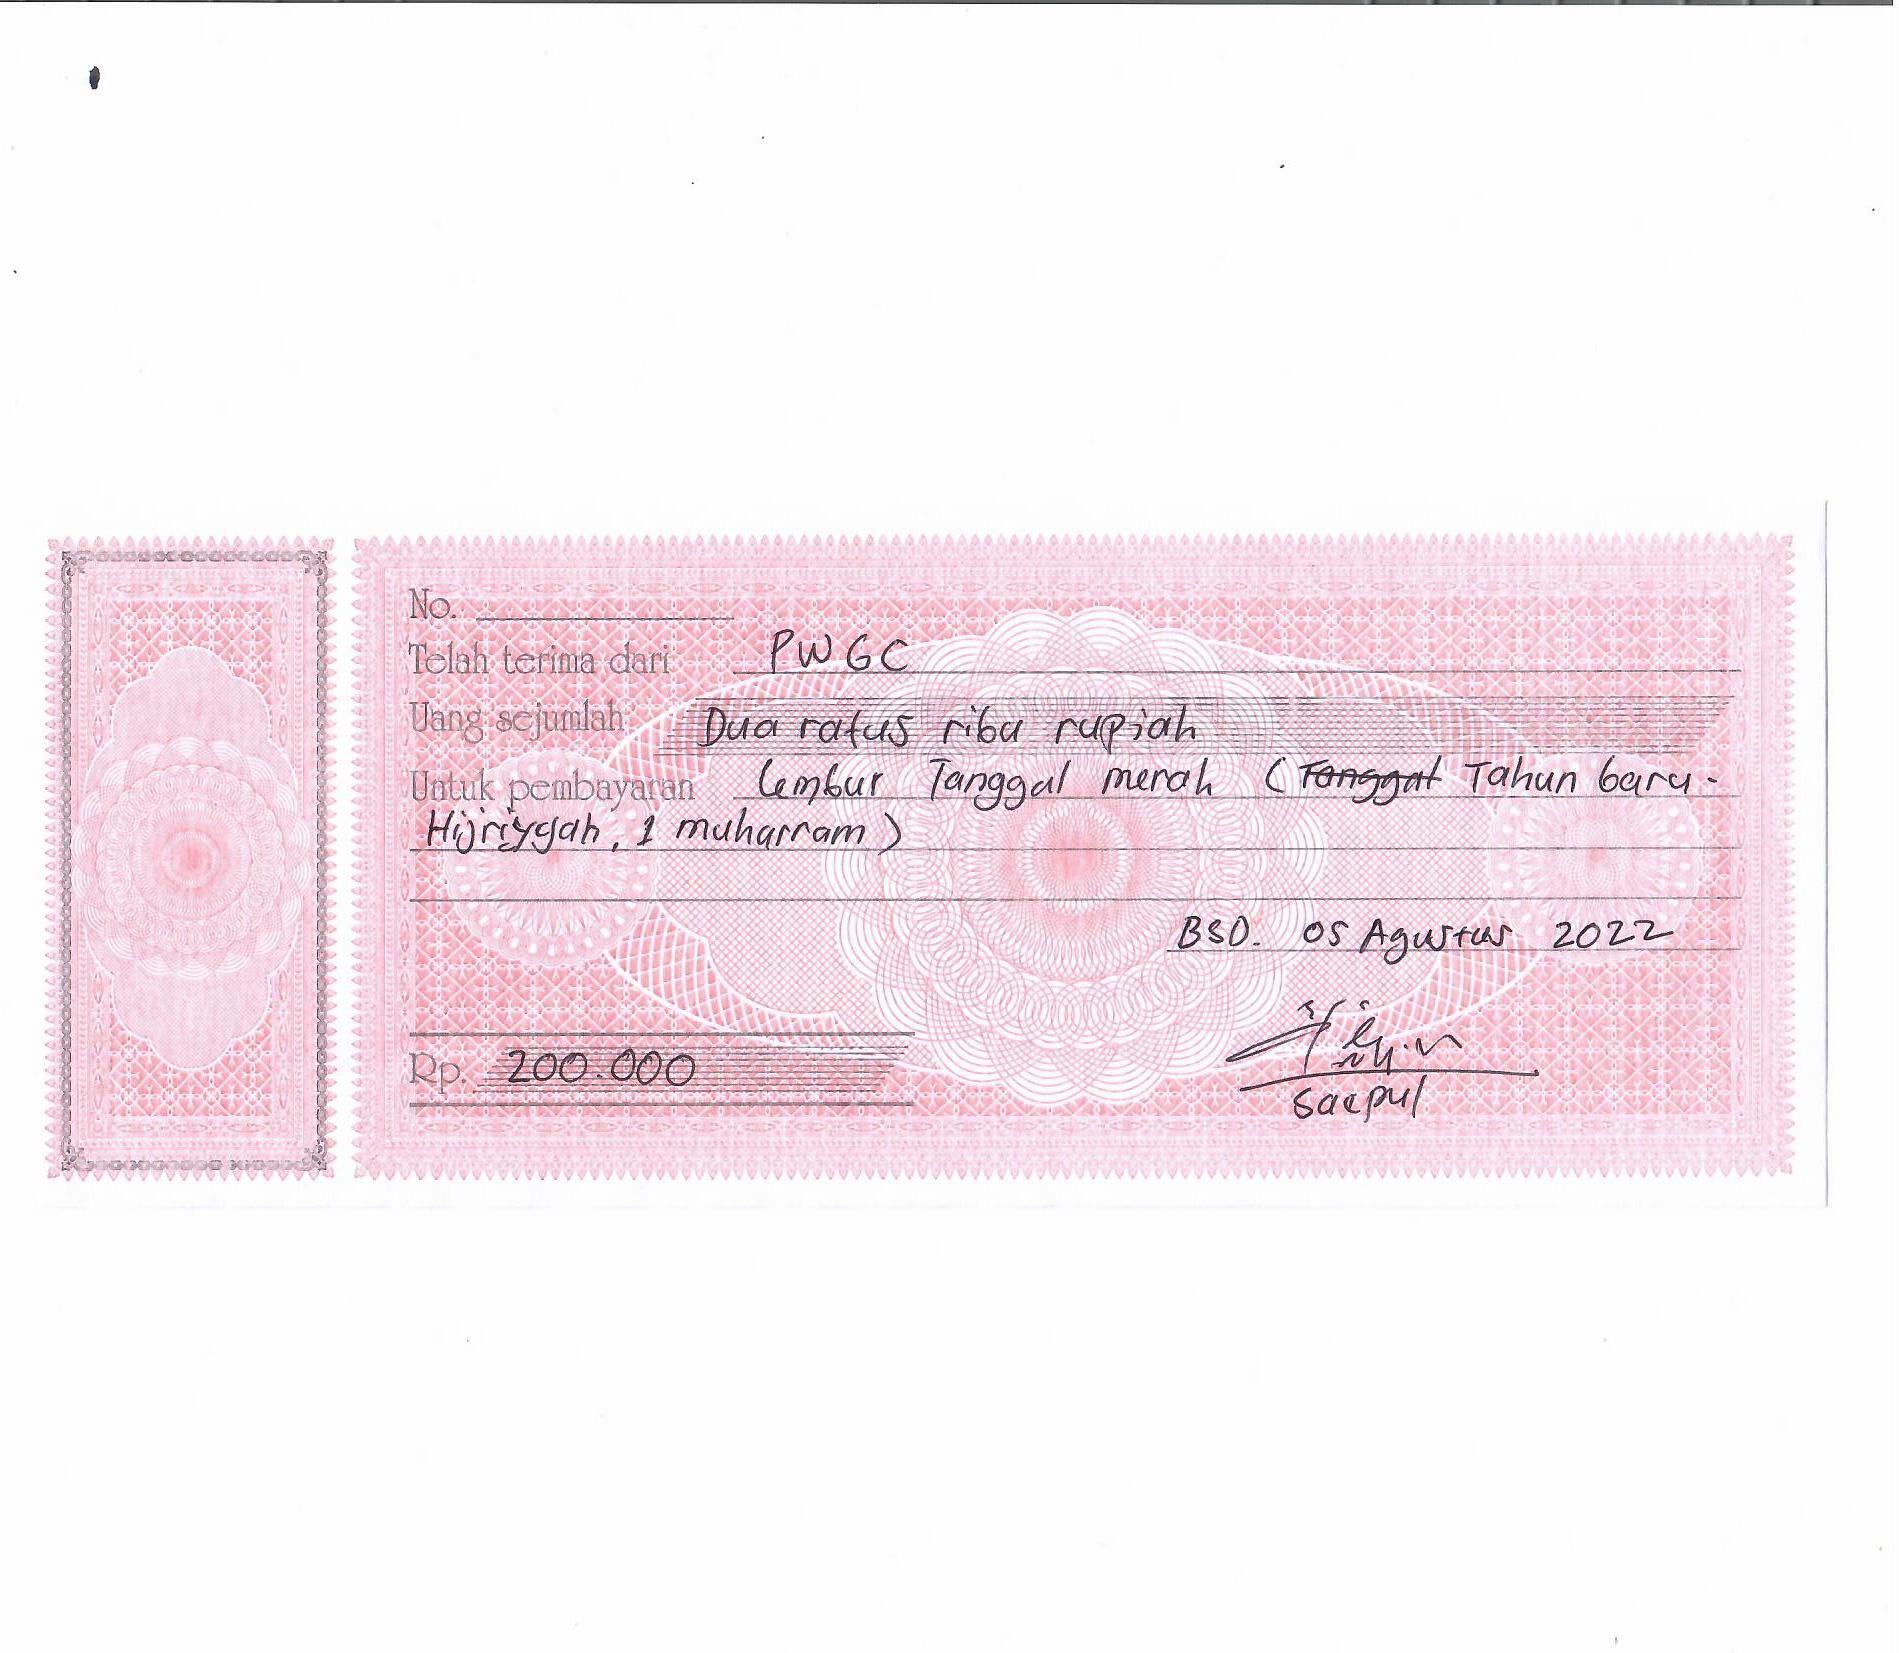 No.
Telah terima dari PWGC
Uang sejumlah Dua ratus ribu rupiah
Untuk pembayaran lembur Tanggal merah ( Tanggal Tahun baru -
Hijriyyah, 1 muharram )
BSD. 05 Agustus 2022
Rp. 200.000
saepul